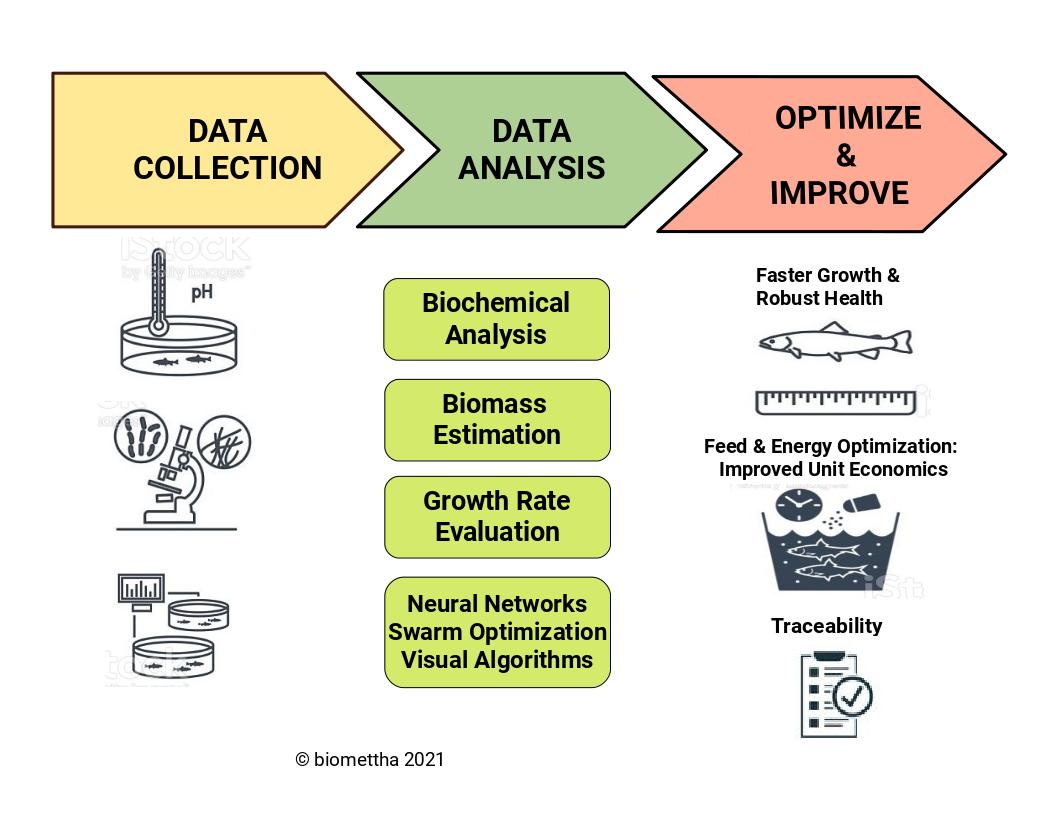 DATA
COLLECTION
DATA
ANALYSIS
OPTIMIZE
&
IMPROVE
iStock
by Getty Images™
pH
Biochemical
Analysis
Biomass
Estimation
Growth Rate
Evaluation
Neural Networks
Swarm Optimization
Visual Algorithms
Faster Growth &
Robust Health
Feed & Energy Optimization:
Improved Unit Economics
Traceability
© biomettha 2021